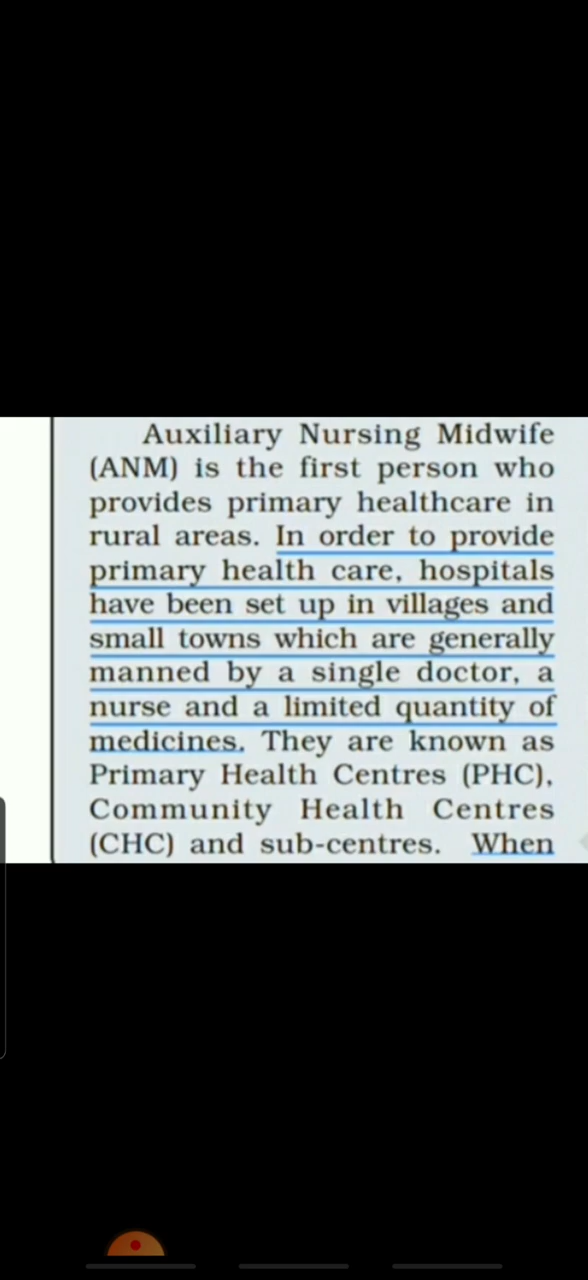 Auxiliary Nursing Midwife
(ANM) is the first person who
provides primary healthcare in
rural areas. In order to provide
primary health care, hospitals
have been set up in villages and
small towns which are generally
manned by a single doctor, a
nurse and a limited quantity of
medicines. They are known as
Primary Health Centres (PHC),
Community Health Centres
(CHC) and sub-centres. When